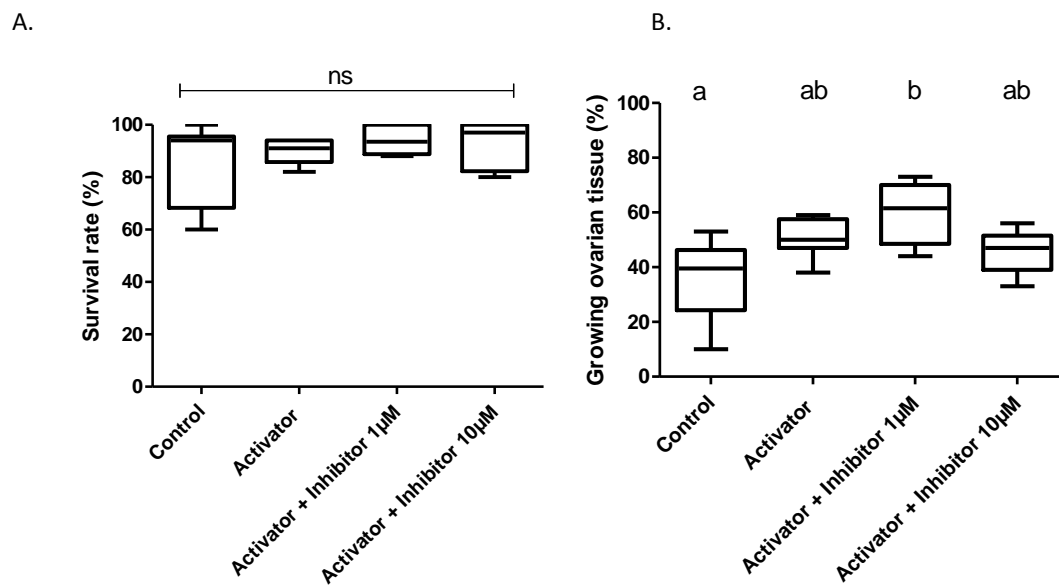 A.
ns
Survival rate (%)
100
80
60
40
20
0
Control
Activator
Activator + Inhibitor 1µM
Activator + Inhibitor 10µM
B.
a ab b ab
Growing ovarian tissue (%)
100
80
60
40
20
0
Control
Activator
Activator + Inhibitor 1µM
Activator + Inhibitor 10µM